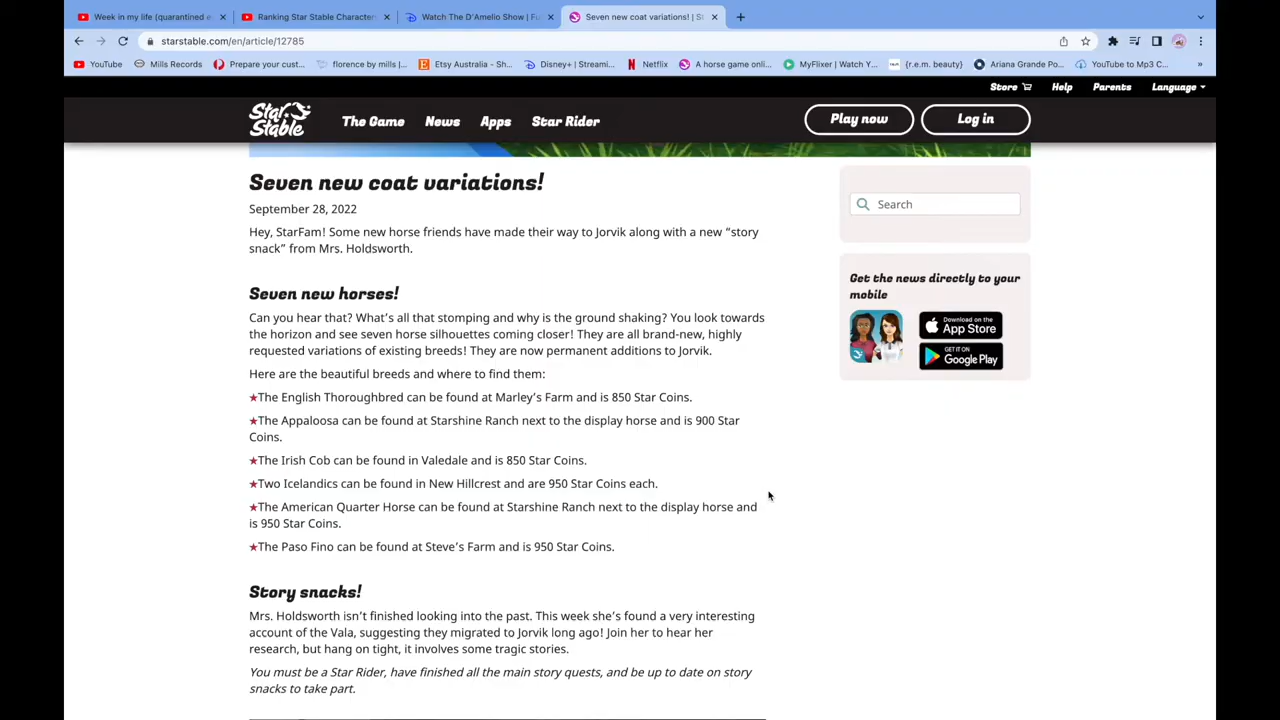 Week in my life (quarantined e
Ranking Star Stable Character
Watch The D'Amelio Show | Fu
Seven new coat variations! | St
starstable.com/en/article/12785
YouTube
Mills Records
Prepare your cust...
florence by mills |...
Etsy Australia - Sh...
Disney+ | Streami...
Netflix
A horse game onli...
MyFlixer | Watch Y...
{r.e.m. beauty}
Ariana Grande Po...
YouTube to Mp3 C...
»
Store
Help
Parents
Language
Star Stable
The Game
News
Apps
Star Rider
Play now
Log in
Seven new coat variations!
September 28, 2022
Hey, StarFam! Some new horse friends have made their way to Jorvik along with a new “story
snack” from Mrs. Holdsworth.
Seven new horses!
Can you hear that? What’s all that stomping and why is the ground shaking? You look towards
the horizon and see seven horse silhouettes coming closer! They are all brand-new, highly
requested variations of existing breeds! They are now permanent additions to Jorvik.
Here are the beautiful breeds and where to find them:
★The English Thoroughbred can be found at Marley’s Farm and is 850 Star Coins.
★The Appaloosa can be found at Starshine Ranch next to the display horse and is 900 Star
Coins.
★The Irish Cob can be found in Valedale and is 850 Star Coins.
★Two Icelandics can be found in New Hillcrest and are 950 Star Coins each.
★The American Quarter Horse can be found at Starshine Ranch next to the display horse and
is 950 Star Coins.
★The Paso Fino can be found at Steve’s Farm and is 950 Star Coins.
Story snacks!
Mrs. Holdsworth isn’t finished looking into the past. This week she’s found a very interesting
account of the Vala, suggesting they migrated to Jorvik long ago! Join her to hear her
research, but hang on tight, it involves some tragic stories.
You must be a Star Rider, have finished all the main story quests, and be up to date on story
snacks to take part.
Search
Get the news directly to your
mobile
Download on the
App Store
GET IT ON
Google Play